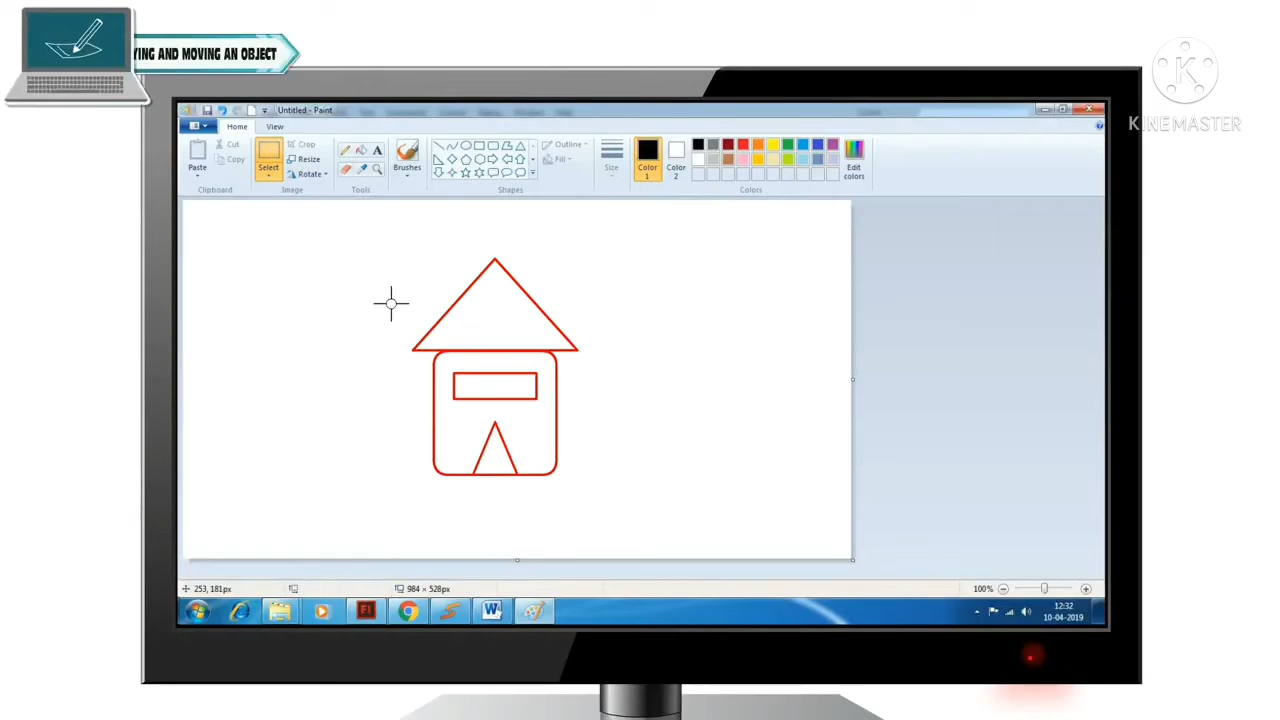 YING AND MOVING AN OBJECT
KINEMASTER
Untitled - Paint
Home View
Paste
Cut
Copy
Clipboard
Select
Crop
Resize
Rotate
Image
Tools
Brushes
Shapes
Outline
Fill
Size
Color 1
Color 2
Colors
Edit colors
253, 181px
984 × 528px
100%
12:32
10-04-2019